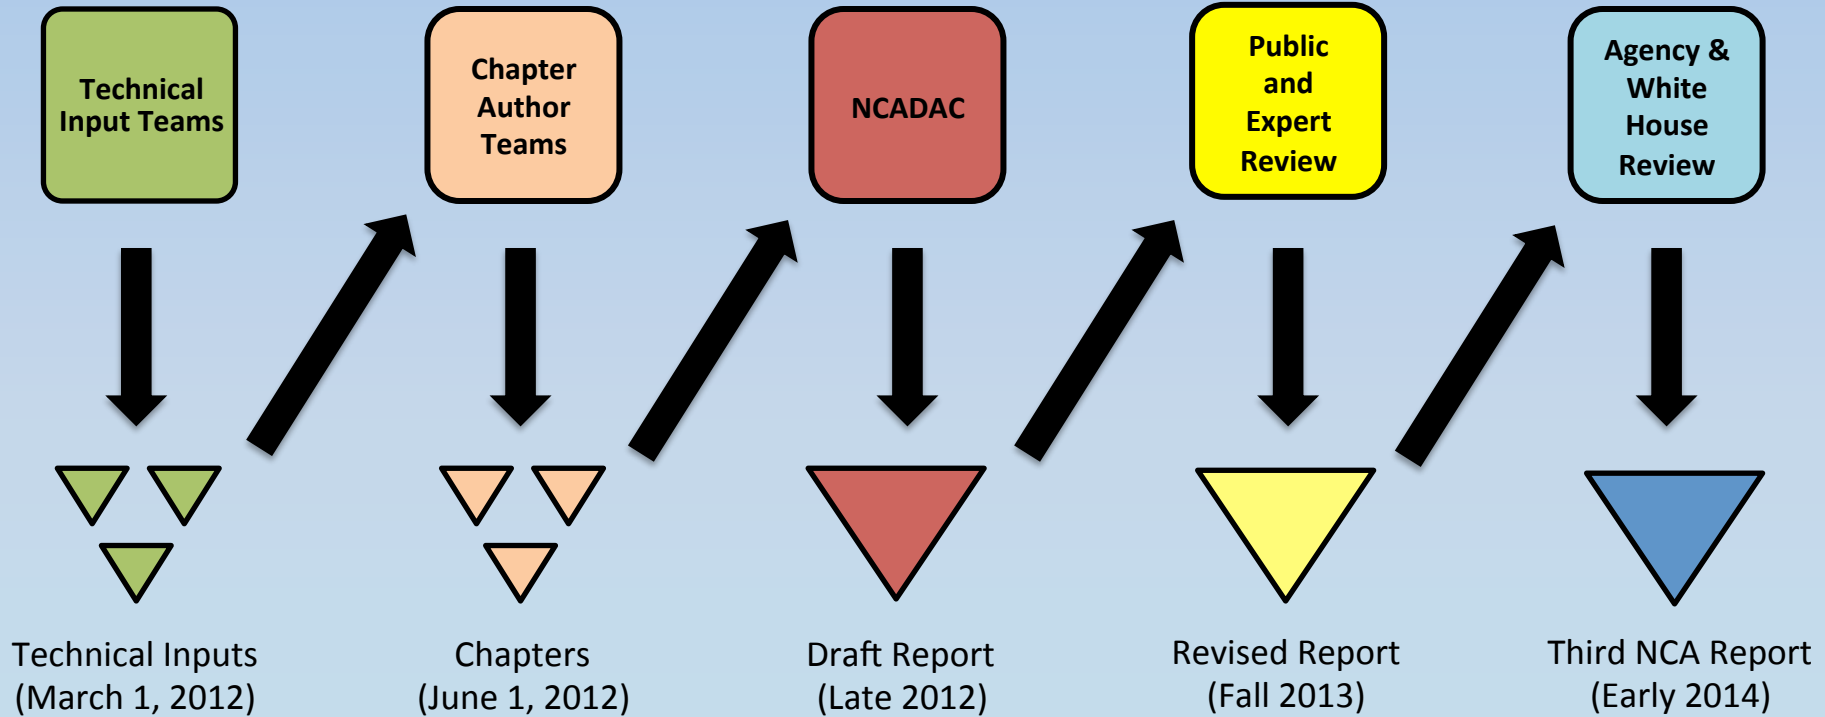 Technical
Input Teams
Chapter
Author
Teams
NCADAC
Public
and
Expert
Review
Agency &
White
House
Review
Technical Inputs
(March 1, 2012)
Chapters
(June 1, 2012)
Draft Report
(Late 2012)
Revised Report
(Fall 2013)
Third NCA Report
(Early 2014)